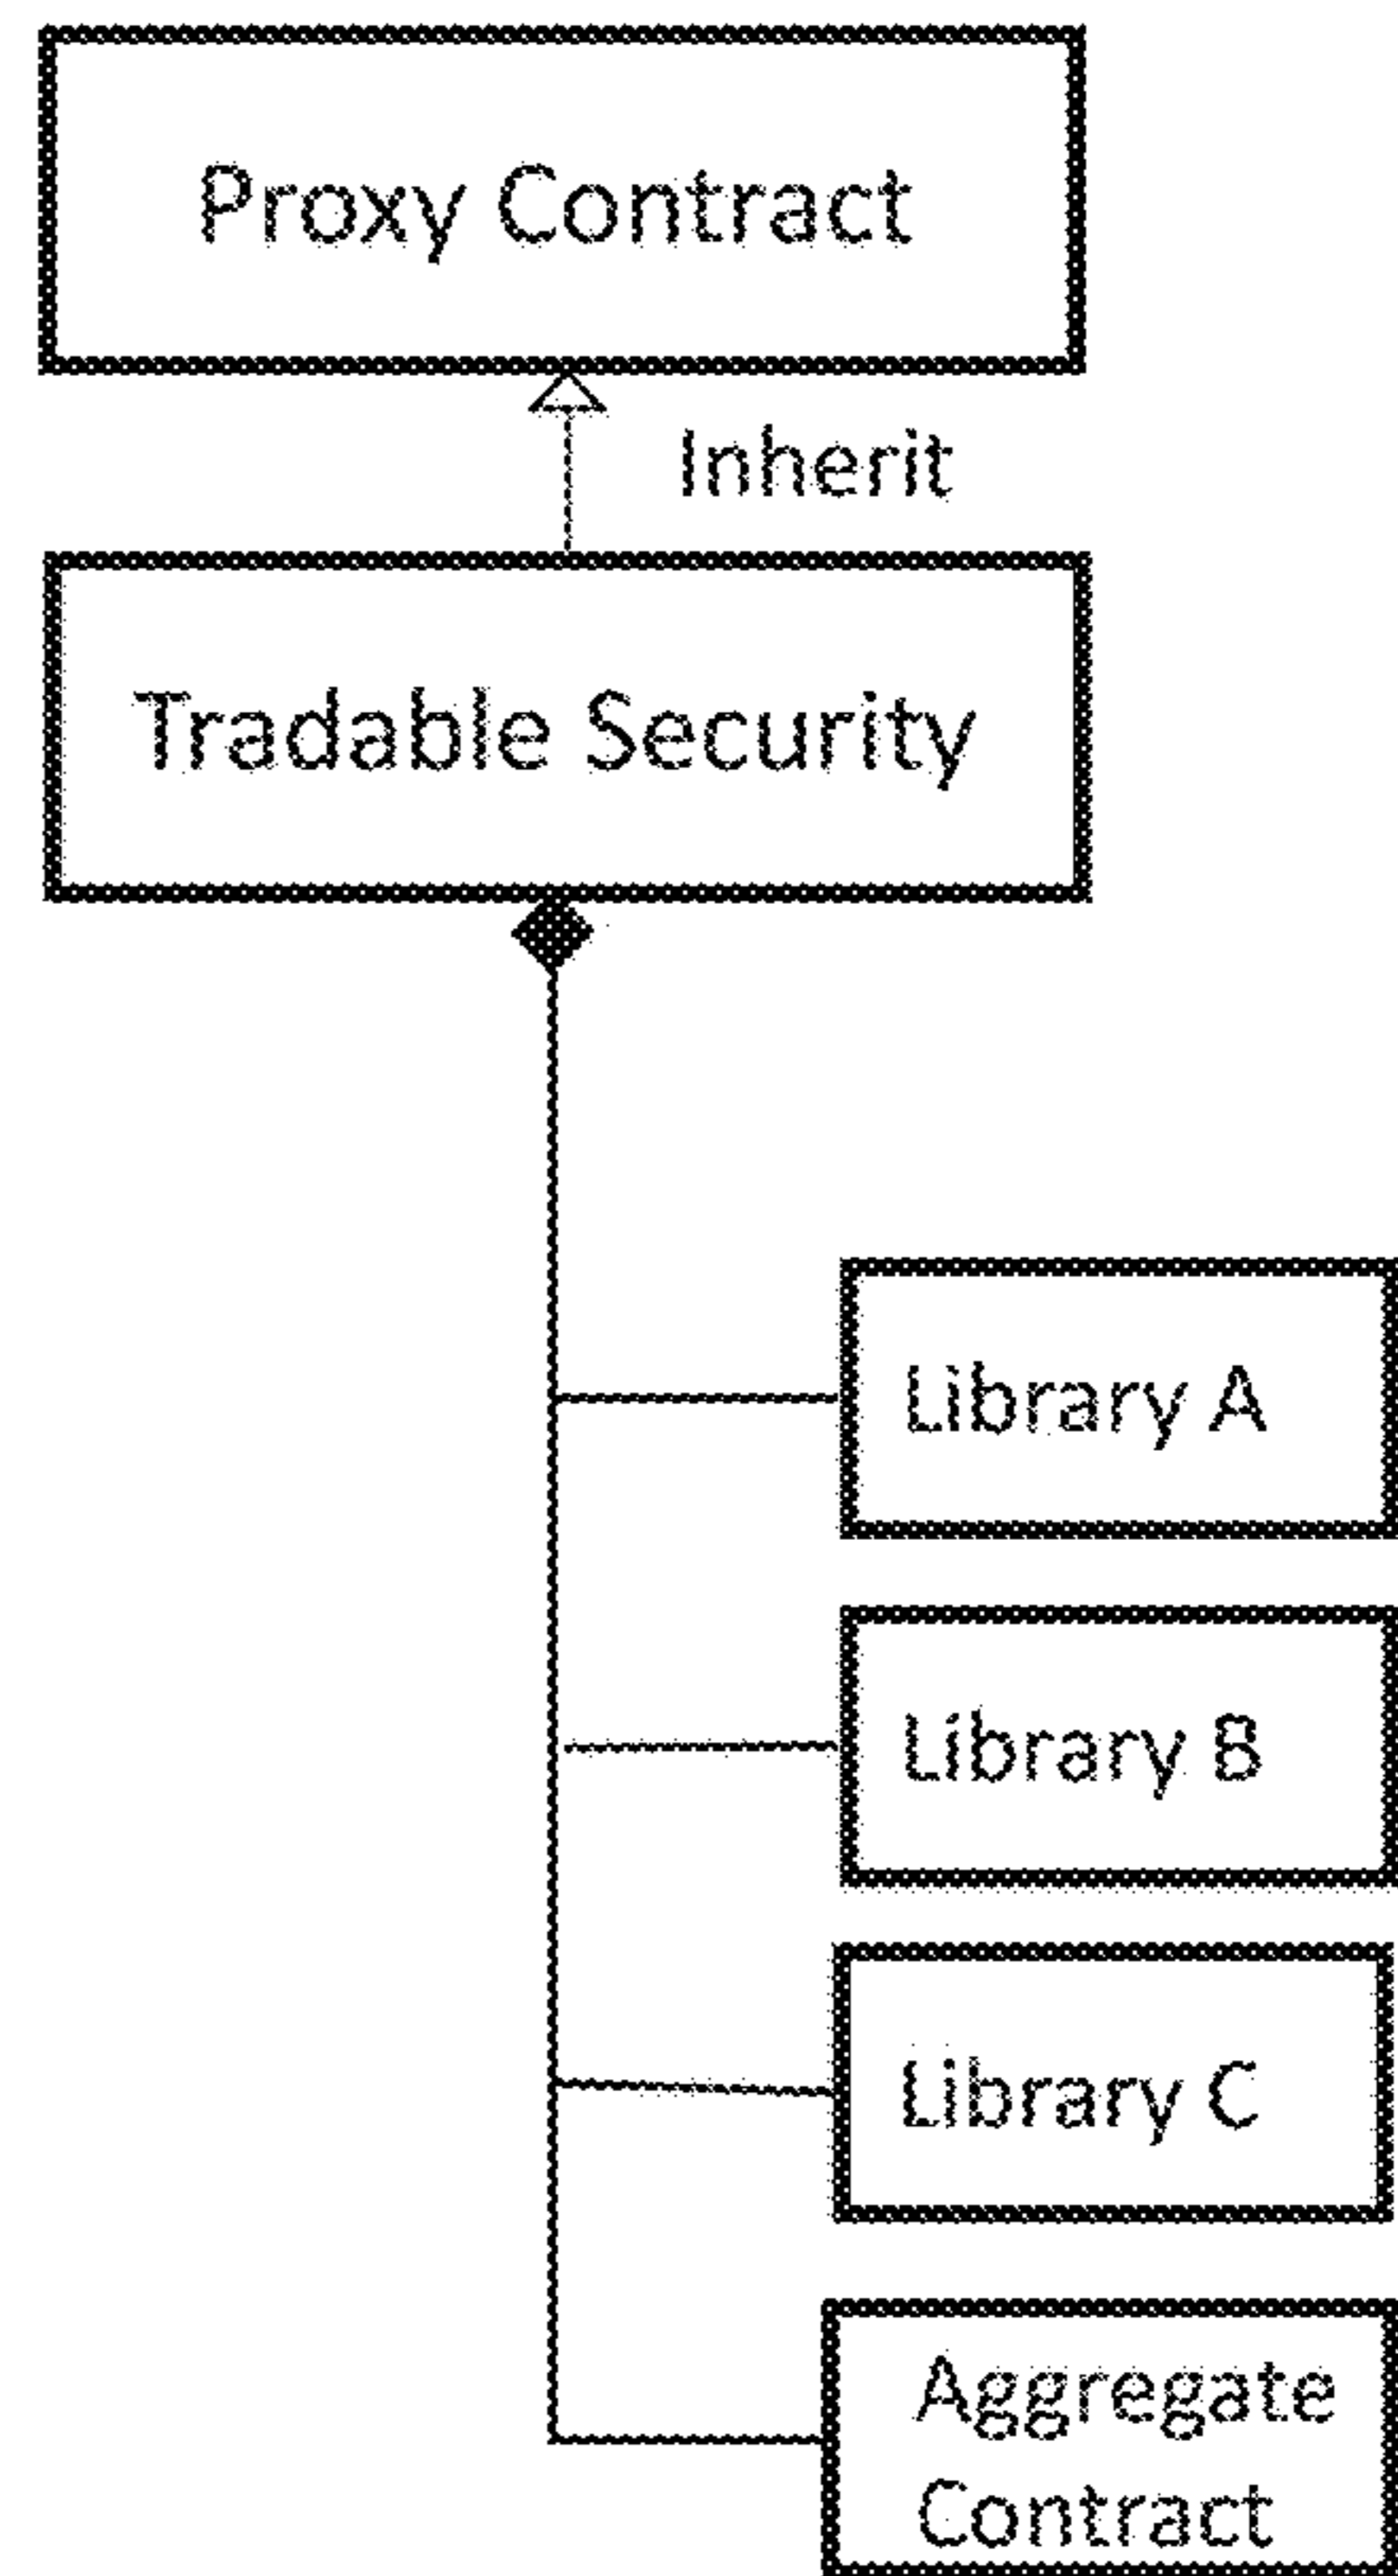 Proxy Contract
Inherit
Tradable Security
Library A
Library B
Library C
Aggregate
Contract